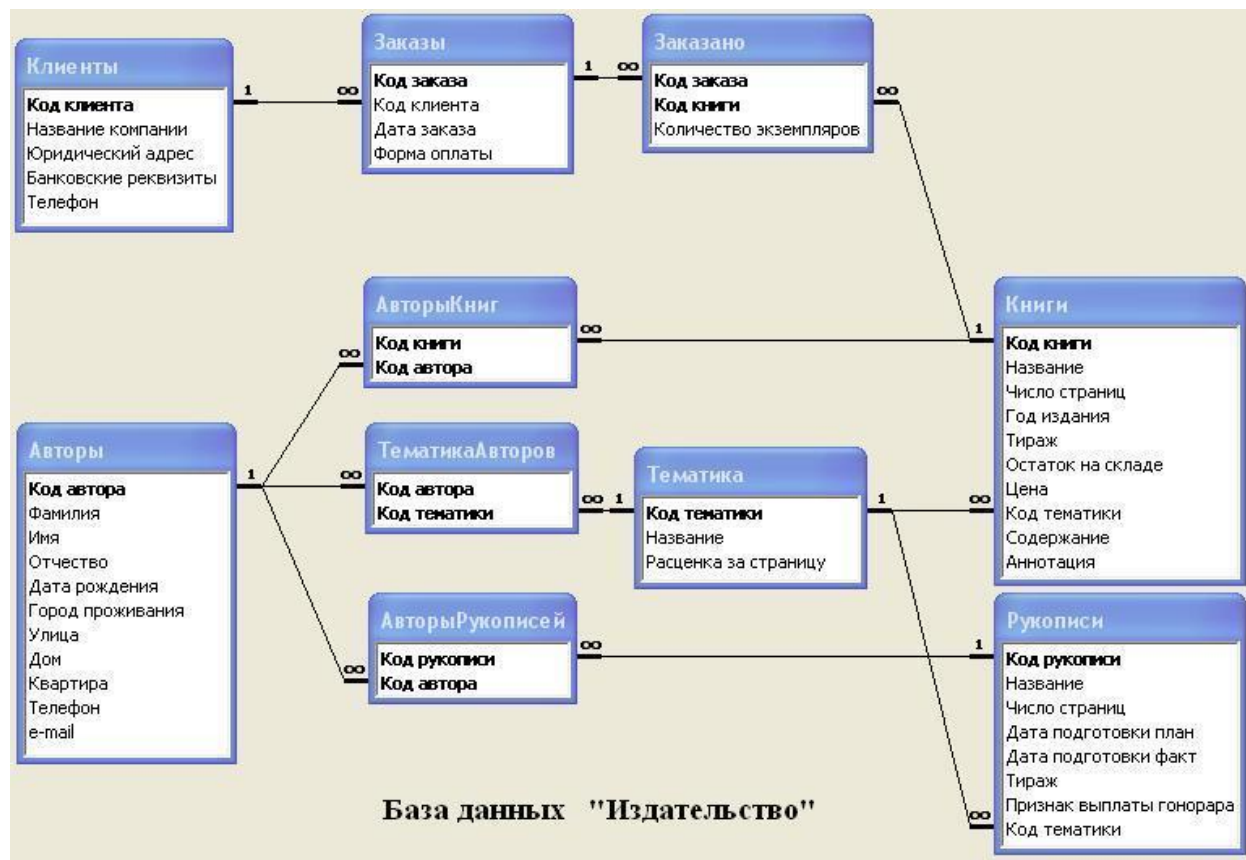 Клиенты
Код клиента
Название компании
Юридический адрес
Банковские реквизиты
Телефон
1
∞
Заказы
Код заказа
Код клиента
Дата заказа
Форма оплаты
1
∞
Заказано
Код заказа
Код книги
Количество экземпляров
∞
АвторыКниг
Код книги
Код автора
∞
∞
1
Книги
Код книги
Название
Число страниц
Год издания
Тираж
Остаток на складе
Цена
Код тематики
Содержание
Аннотация
Авторы
Код автора
Фамилия
Имя
Отчество
Дата рождения
Город проживания
Улица
Дом
Квартира
Телефон
e-mail
1
∞
ТематикаАвторов
Код автора
Код тематики
∞
1
Тематика
Код тематики
Название
Расценка за страницу
1
∞
АвторыРукописей
Код рукописи
Код автора
∞
∞
1
Рукописи
Код рукописи
Название
Число страниц
Дата подготовки план
Дата подготовки факт
Тираж
Признак выплаты гонорара
Код тематики
∞
База данных "Издательство"